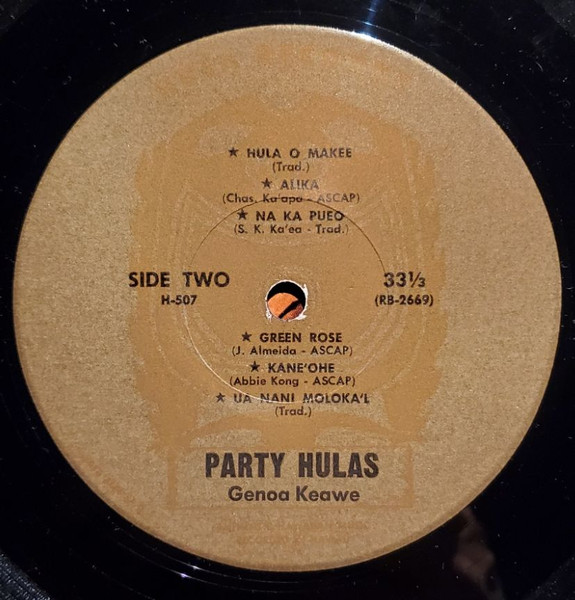 ★ HULA O MAKEE
(Trad.)
★ ALIKA
(Chas. Ka'apa - ASCAP)
★ NA KA PUEO
(S. K. Ka'ea - Trad.)
SIDE TWO
H-507
33⅓
(RB-2669)
★ GREEN ROSE
(J. Almeida - ASCAP)
★ KANE'OHE
(Abbie Kong - ASCAP)
★ UA NANI MOLOKA'I
(Trad.)
PARTY HULAS
Genoa Keawe